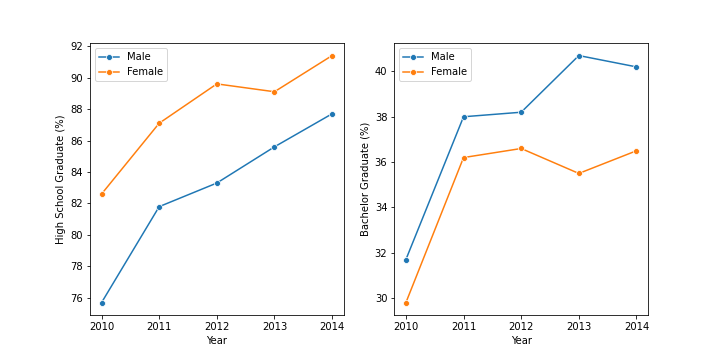 Male
Female
92
90
88
86
84
82
80
78
76
High School Graduate (%)
2010 2011 2012 2013 2014
Year
Male
Female
40
38
36
34
32
30
Bachelor Graduate (%)
2010 2011 2012 2013 2014
Year